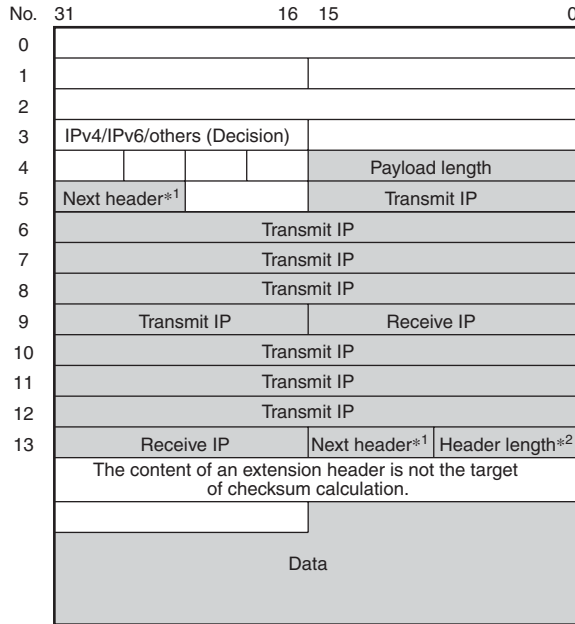 No. 31 16 15 0
0
1
2
3 IPv4/IPv6/others (Decision)
4 Payload length
5 Next header*1 Transmit IP
6 Transmit IP
7 Transmit IP
8 Transmit IP
9 Transmit IP Receive IP
10 Transmit IP
11 Transmit IP
12 Transmit IP
13 Receive IP Next header*1 Header length*2
The content of an extension header is not the target
of checksum calculation.
Data